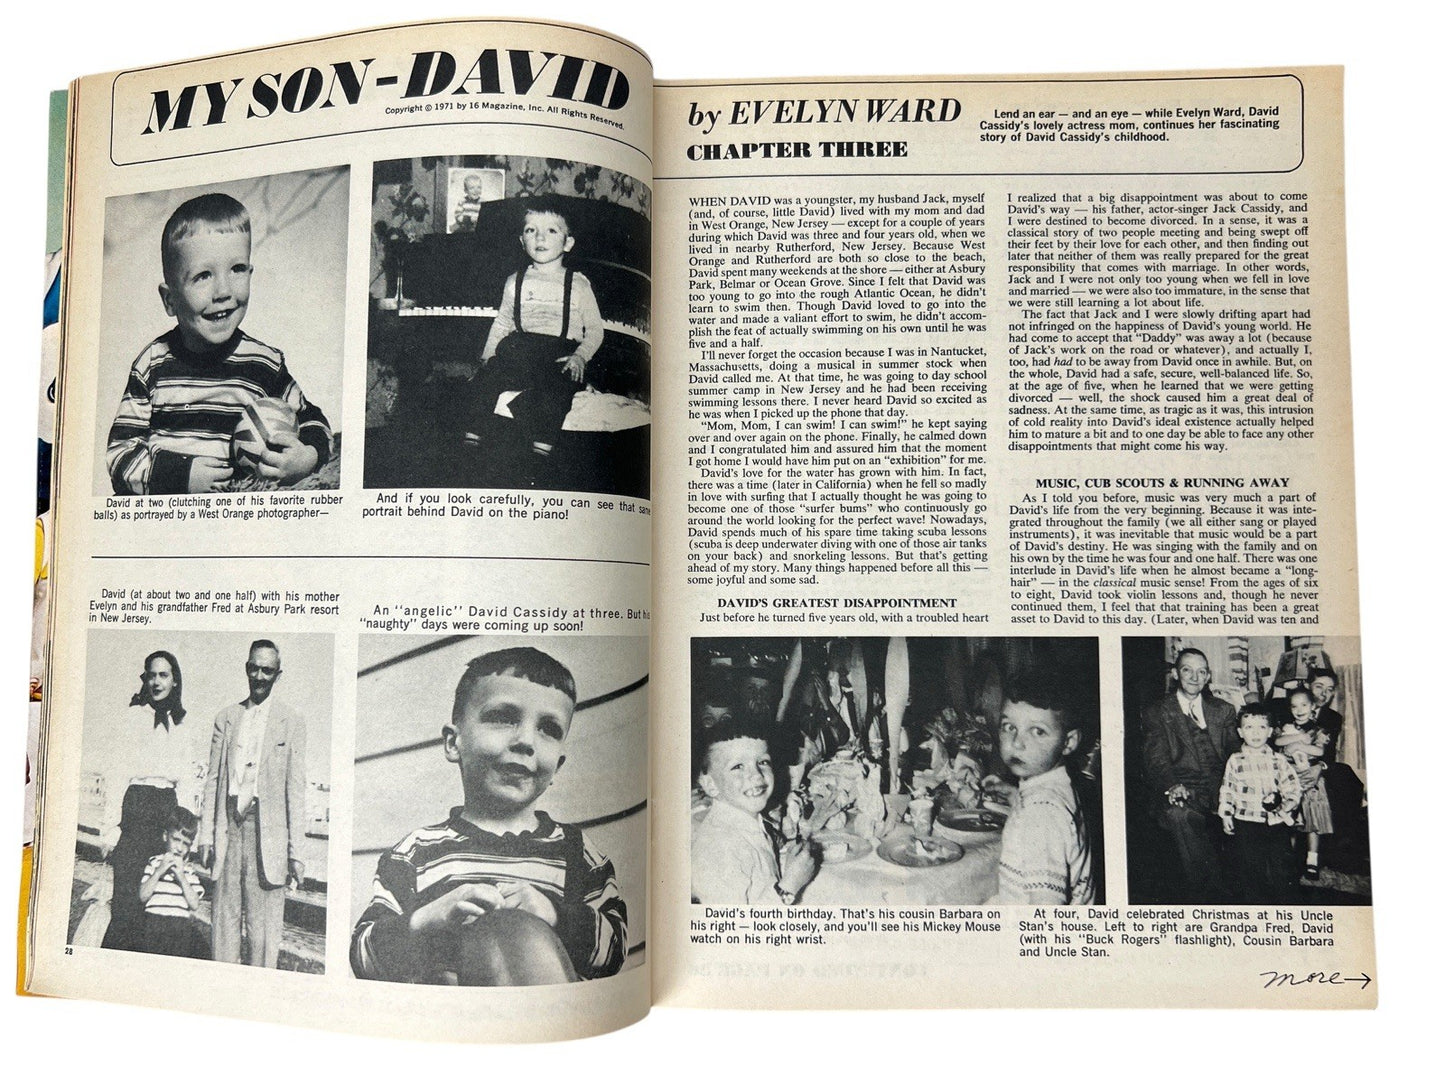 MY SON-DAVID
Copyright © 1971 by 16 Magazine, Inc. All Rights Reserved.
David at two (clutching one of his favorite rubber
balls) as portrayed by a West Orange photographer—
And if you look carefully, you can see that same
portrait behind David on the piano!
David (at about two and one half) with his mother
Evelyn and his grandfather Fred at Asbury Park resort
in New Jersey.
An "angelic" David Cassidy at three. But his
"naughty" days were coming up soon!
28
by EVELYN WARD
CHAPTER THREE
Lend an ear — and an eye — while Evelyn Ward, David
Cassidy's lovely actress mom, continues her fascinating
story of David Cassidy's childhood.
WHEN DAVID was a youngster, my husband Jack, myself
(and, of course, little David) lived with my mom and dad
in West Orange, New Jersey — except for a couple of years
during which David was three and four years old, when we
lived in nearby Rutherford, New Jersey. Because West
Orange and Rutherford are both so close to the beach,
David spent many weekends at the shore — either at Asbury
Park, Belmar or Ocean Grove. Since I felt that David was
too young to go into the rough Atlantic Ocean, he didn't
learn to swim then. Though David loved to go into the
water and made a valiant effort to swim, he didn't accom-
plish the feat of actually swimming on his own until he was
five and a half.
I'll never forget the occasion because I was in Nantucket,
Massachusetts, doing a musical in summer stock when
David called me. At that time, he was going to day school
summer camp in New Jersey and he had been receiving
swimming lessons there. I never heard David so excited as
he was when I picked up the phone that day.
"Mom, Mom, I can swim! I can swim!" he kept saying
over and over again on the phone. Finally, he calmed down
and I congratulated him and assured him that the moment
I got home I would have him put on an "exhibition" for me.
David's love for the water has grown with him. In fact,
there was a time (later in California) when he fell so madly
in love with surfing that I actually thought he was going to
become one of those "surfer bums" who continuously go
around the world looking for the perfect wave! Nowadays,
David spends much of his spare time taking scuba lessons
(scuba is deep underwater diving with one of those air tanks
on your back) and snorkeling lessons. But that's getting
ahead of my story. Many things happened before all this —
some joyful and some sad.
DAVID'S GREATEST DISAPPOINTMENT
Just before he turned five years old, with a troubled heart
I realized that a big disappointment was about to come
David's way — his father, actor-singer Jack Cassidy, and
I were destined to become divorced. In a sense, it was a
classical story of two people meeting and being swept off
their feet by their love for each other, and then finding out
later that neither of them was really prepared for the great
responsibility that comes with marriage. In other words,
Jack and I were not only too young when we fell in love
and married — we were also too immature, in the sense that
we were still learning a lot about life.
The fact that Jack and I were slowly drifting apart had
not infringed on the happiness of David's young world. He
had come to accept that "Daddy" was away a lot (because
of Jack's work on the road or whatever), and actually I,
too, had had to be away from David once in awhile. But, on
the whole, David had a safe, secure, well-balanced life. So,
at the age of five, when he learned that we were getting
divorced — well, the shock caused him a great deal of
sadness. At the same time, as tragic as it was, this intrusion
of cold reality into David's ideal existence actually helped
him to mature a bit and to one day be able to face any other
disappointments that might come his way.
MUSIC, CUB SCOUTS & RUNNING AWAY
As I told you before, music was very much a part of
David's life from the very beginning. Because it was inte-
grated throughout the family (we all either sang or played
instruments), it was inevitable that music would be a part
of David's destiny. He was singing with the family and on
his own by the time he was four and one half. There was one
interlude in David's life when he almost became a "long-
hair" — in the classical music sense! From the ages of six
to eight, David took violin lessons and, though he never
continued them, I feel that that training has been a great
asset to David to this day. (Later, when David was ten and
David's fourth birthday. That's his cousin Barbara on
his right — look closely, and you'll see his Mickey Mouse
watch on his right wrist.
At four, David celebrated Christmas at his Uncle
Stan's house. Left to right are Grandpa Fred, David
(with his "Buck Rogers" flashlight), Cousin Barbara
and Uncle Stan.
more→